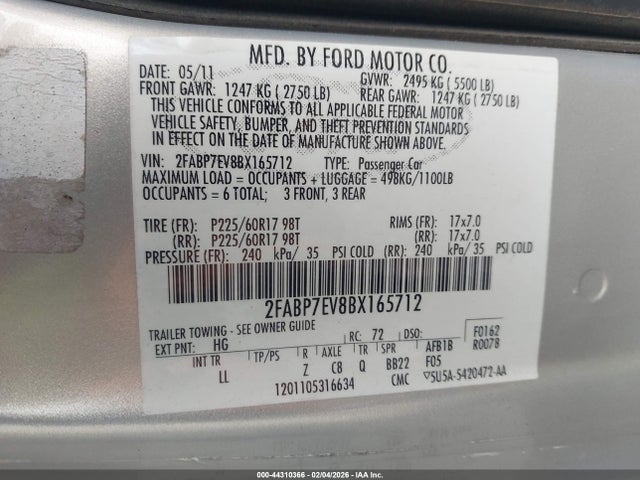 MFD. BY FORD MOTOR CO.
DATE: 05/11 GVWR: 2495 KG ( 5500 LB)
FRONT GAWR: 1247 KG ( 2750 LB) REAR GAWR: 1247 KG ( 2750 LB)
THIS VEHICLE CONFORMS TO ALL APPLICABLE FEDERAL MOTOR
VEHICLE SAFETY, BUMPER, AND THEFT PREVENTION STANDARDS
IN EFFECT ON THE DATE OF MANUFACTURE SHOWN ABOVE.
VIN: 2FABP7EV8BX165712 TYPE: Passenger Car
MAXIMUM LOAD = OCCUPANTS + LUGGAGE = 498KG/1100LB
OCCUPANTS = 6 TOTAL; 3 FRONT, 3 REAR
TIRE (FR): P225/60R17 98T RIMS (FR): 17x7.0
(RR): P225/60R17 98T (RR): 17x7.0
PRESSURE (FR): 240 kPa/ 35 PSI COLD (RR): 240 kPa/ 35 PSI COLD
2FABP7EV8BX165712
TRAILER TOWING - SEE OWNER GUIDE
EXT PNT: HG RC: 72 DSO: F0162
INT TR TP/PS R AXLE TR SPR AFB1B R0078
LL Z C8 Q BB22 F05
1201105316634 CMC ▽5U5A-5420472-AA
000-44310366 - 02/04/2026 - IAA Inc.